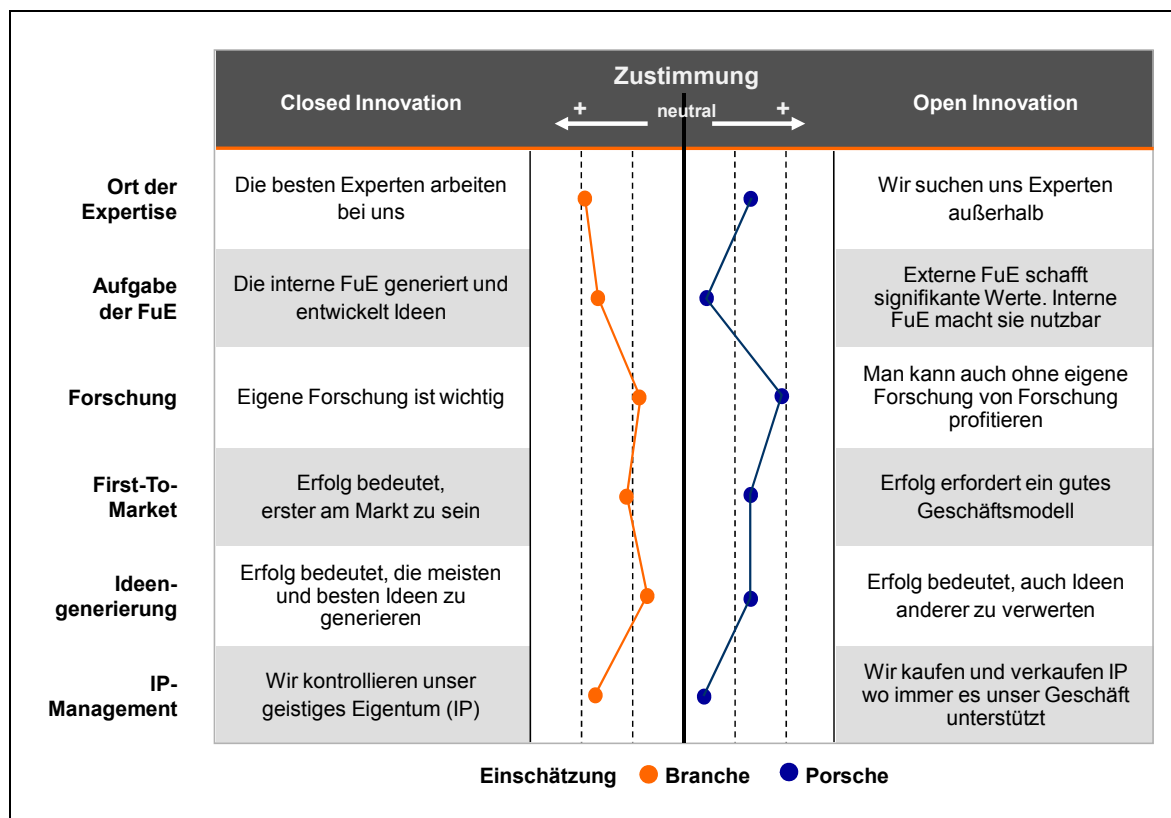 Zustimmung
Closed Innovation
+
neutral
+
Open Innovation
Ort der
Expertise
Die besten Experten arbeiten
bei uns
Wir suchen uns Experten
außerhalb
Aufgabe
der FuE
Die interne FuE generiert und
entwickelt Ideen
Externe FuE schafft
signifikante Werte. Interne
FuE macht sie nutzbar
Forschung
Eigene Forschung ist wichtig
Man kann auch ohne eigene
Forschung von Forschung
profitieren
First-To-
Market
Erfolg bedeutet,
erster am Markt zu sein
Erfolg erfordert ein gutes
Geschäftsmodell
Ideen-
generierung
Erfolg bedeutet, die meisten
und besten Ideen zu
generieren
Erfolg bedeutet, auch Ideen
anderer zu verwerten
IP-
Management
Wir kontrollieren unser
geistiges Eigentum (IP)
Wir kaufen und verkaufen IP
wo immer es unser Geschäft
unterstützt
Einschätzung Branche Porsche